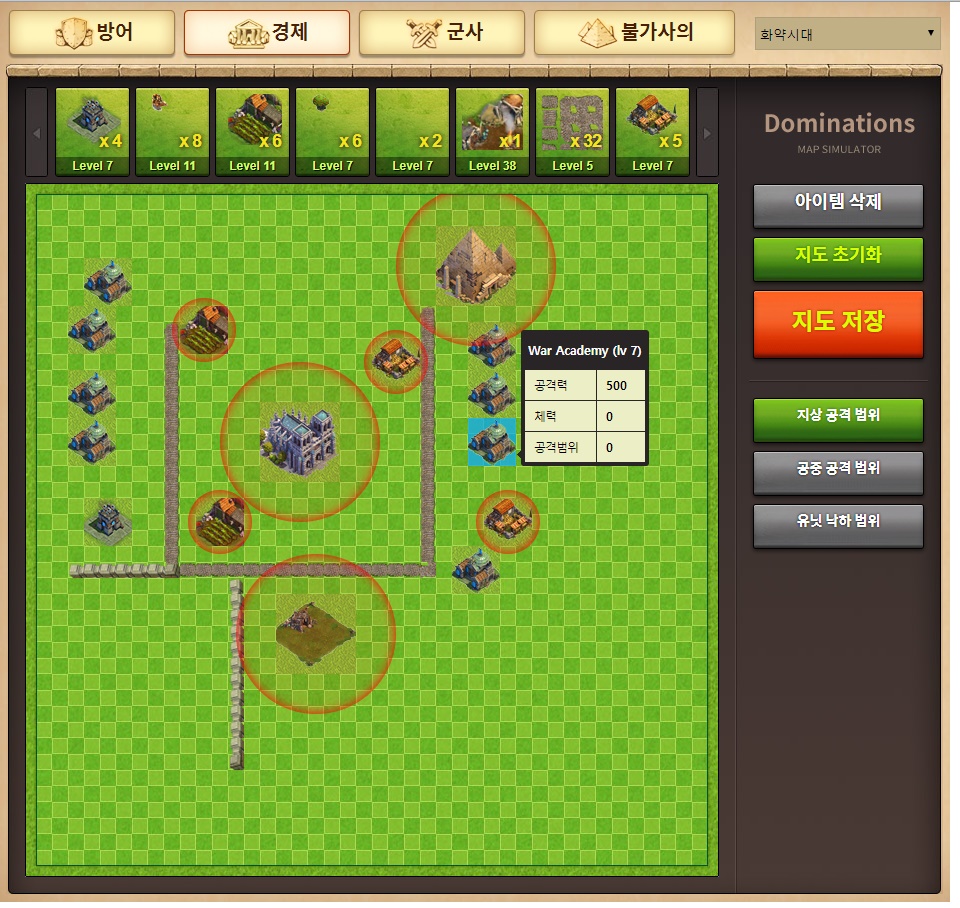 방어
경제
군사
불가사의
화약시대
x 4
x 8
x 6
x 6
x 2
x1
x 32
x 5
Level 7
Level 11
Level 11
Level 7
Level 7
Level 38
Level 5
Level 7
Dominations
MAP SIMULATOR
아이템 삭제
지도 초기화
지도 저장
지상 공격 범위
공중 공격 범위
유닛 낙하 범위
War Academy (lv 7)
공격력 500
체력 0
공격범위 0